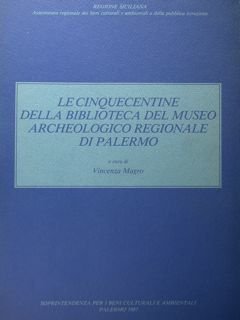 REGIONE SICILIANA
Assessorato regionale dei beni culturali e ambientali e della pubblica istruzione
LE CINQUECENTINE
DELLA BIBLIOTECA DEL MUSEO
ARCHEOLOGICO REGIONALE
DI PALERMO
a cura di
Vincenza Magro
SOPRINTENDENZA PER I BENI CULTURALI E AMBIENTALI
PALERMO 1987